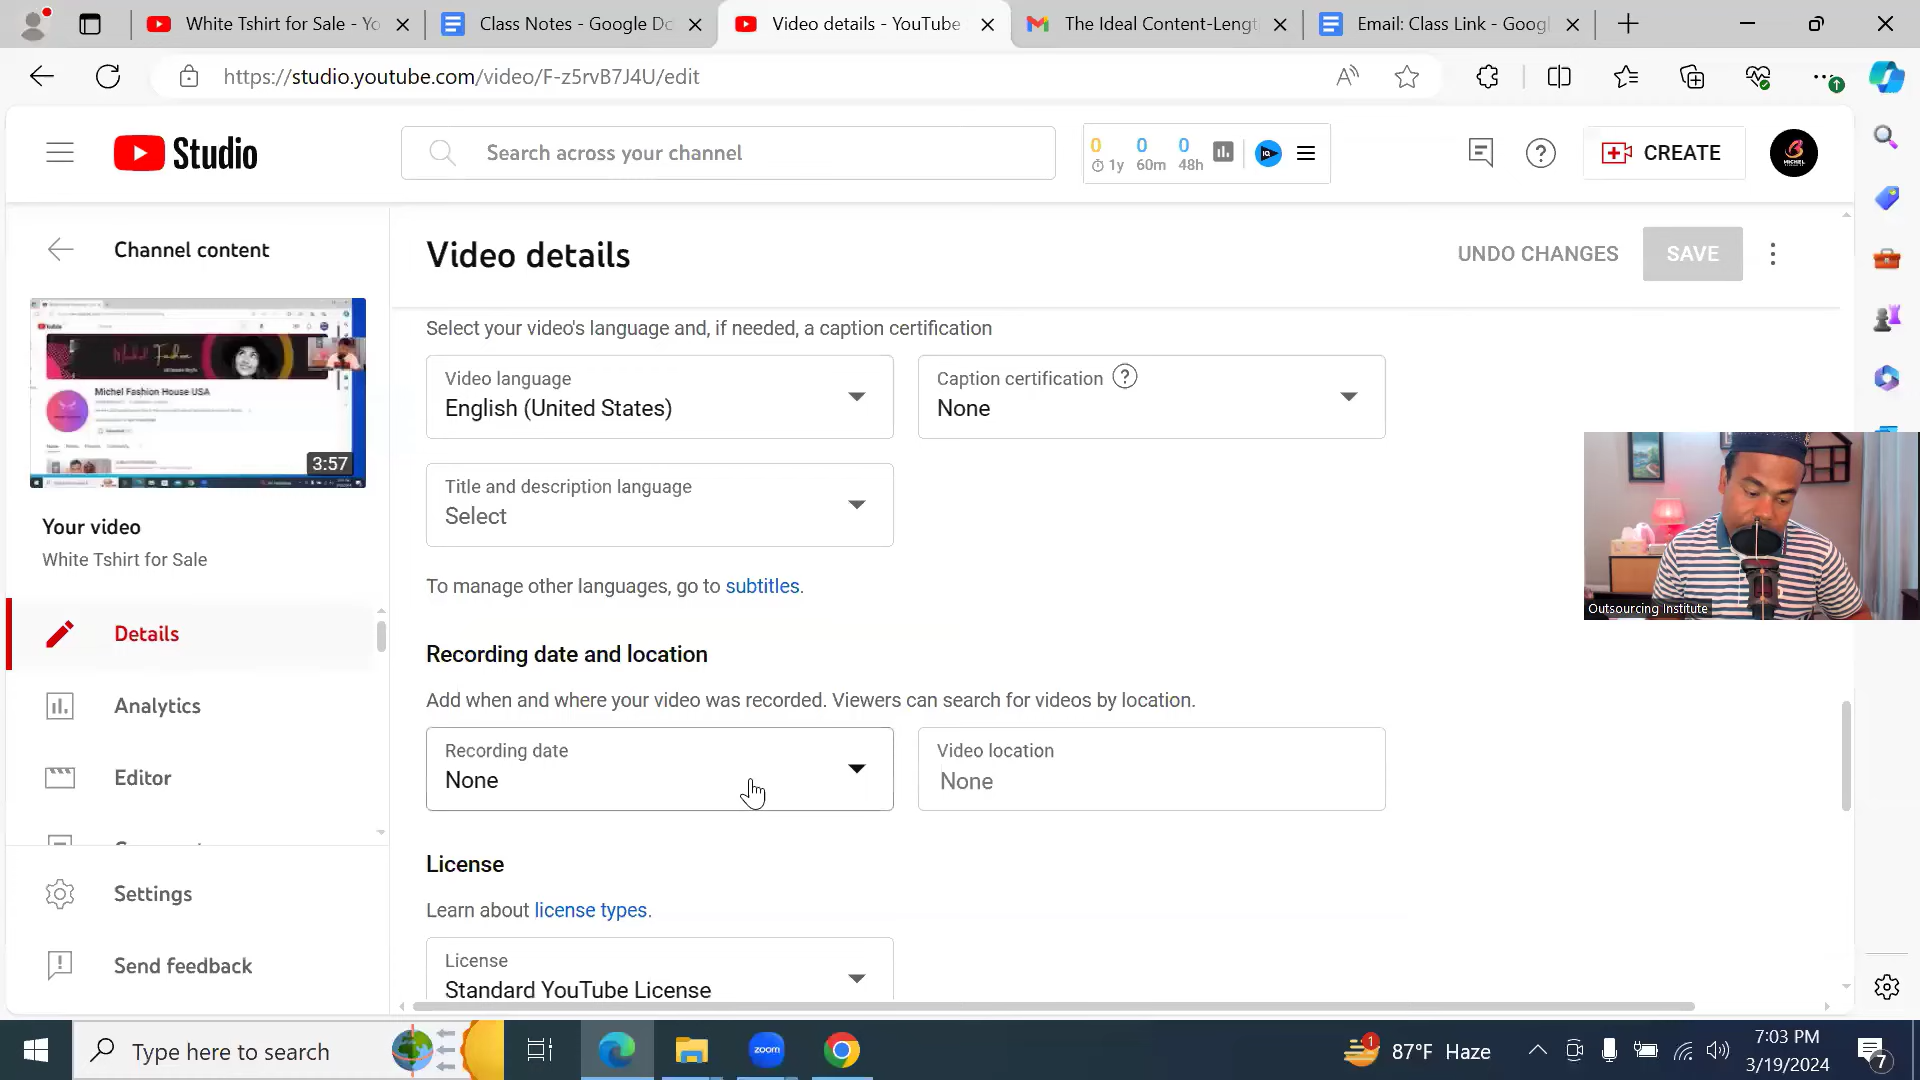 White Tshirt for Sale - Yo
Class Notes - Google Do
Video details - YouTube
The Ideal Content-Lengt
Email: Class Link - Googl
https://studio.youtube.com/video/F-z5rvB7J4U/edit
Studio
Search across your channel
0 0 0
1y 60m 48h
CREATE
Channel content
Video details
UNDO CHANGES
SAVE
Michel Fashion House USA
3:57
Your video
White Tshirt for Sale
Details
Analytics
Editor
Settings
Send feedback
Select your video's language and, if needed, a caption certification
Video language
English (United States)
Caption certification
None
Title and description language
Select
To manage other languages, go to subtitles.
Recording date and location
Add when and where your video was recorded. Viewers can search for videos by location.
Recording date
None
Video location
None
License
Learn about license types.
License
Standard YouTube License
Outsourcing Institute
Type here to search
zoom
1
87°F Haze
7:03 PM
3/19/2024
7